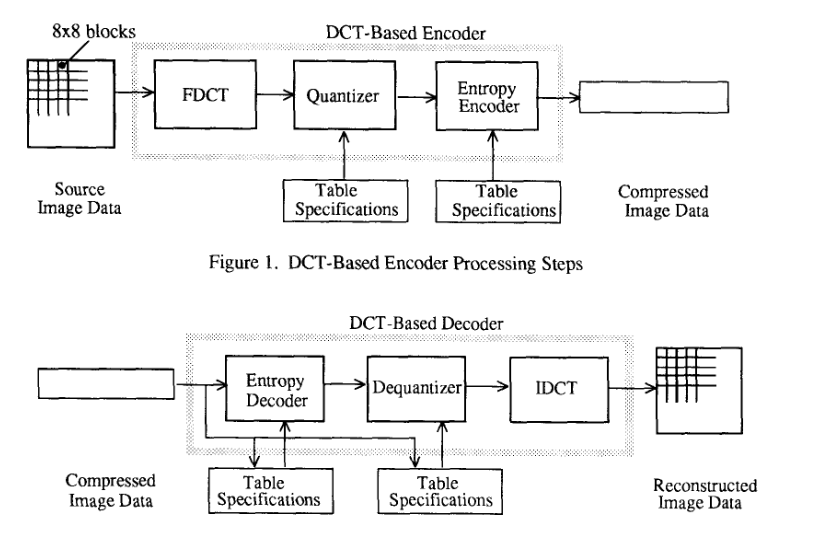 8x8 blocks
DCT-Based Encoder
FDCT
Quantizer
Entropy
Encoder
Table
Specifications
Table
Specifications
Source
Image Data
Compressed
Image Data
Figure 1. DCT-Based Encoder Processing Steps
DCT-Based Decoder
Entropy
Decoder
Dequantizer
IDCT
Table
Specifications
Table
Specifications
Compressed
Image Data
Reconstructed
Image Data